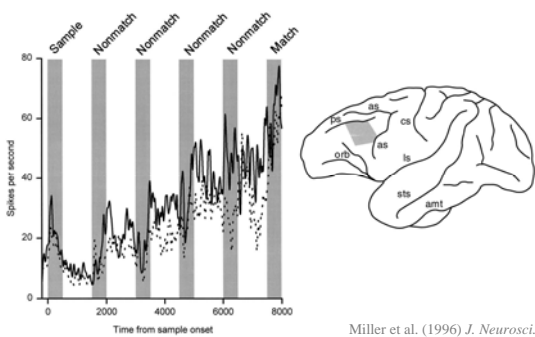 Sample
Nonmatch
Nonmatch
Nonmatch
Nonmatch
Match
80
60
40
20
0
Spikes per second
0 2000 4000 6000 8000
Time from sample onset
as
ps
cs
as
orb
ls
sts
amt
Miller et al. (1996) J. Neurosci.